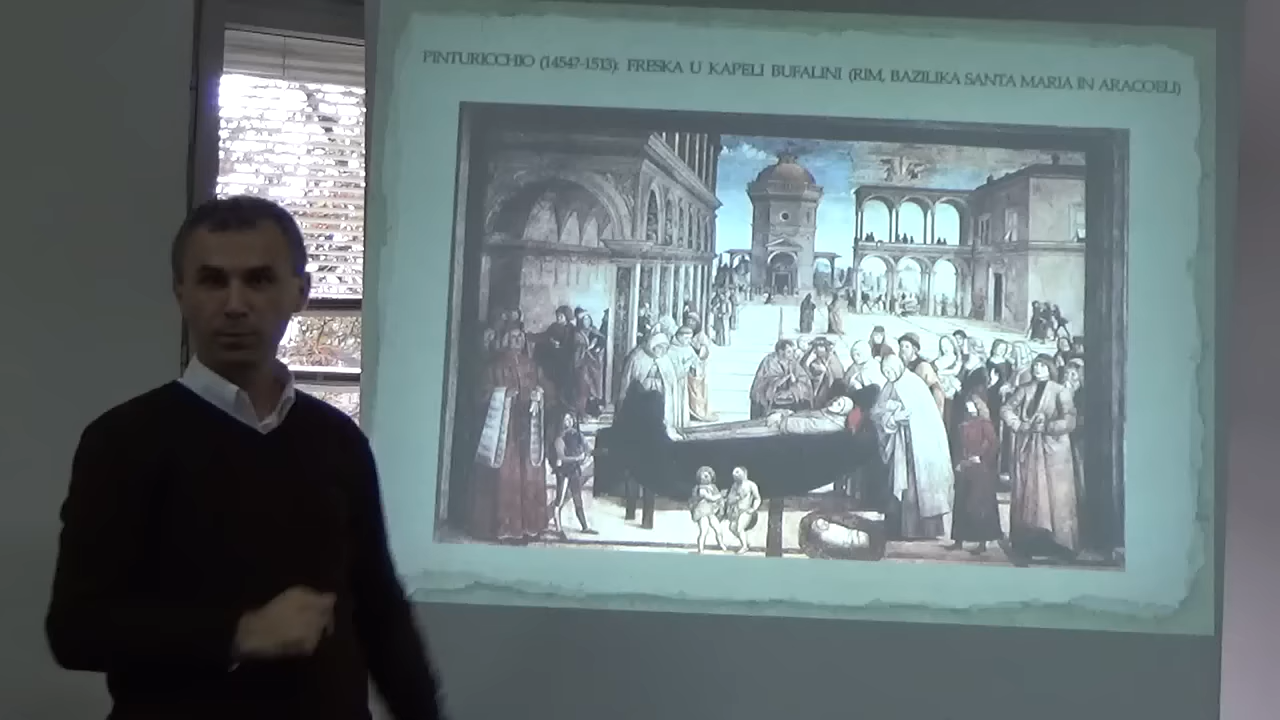 PINTURICCHIO (1454?-1513): FRESKA U KAPELI BUFALINI (RIM, BAZILIKA SANTA MARIA IN ARACOELI)